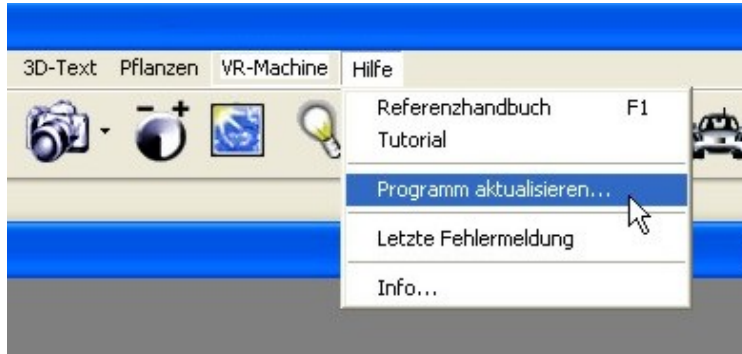 3D-Text Pflanzen VR-Machine Hilfe
Referenzhandbuch F1
Tutorial
Programm aktualisieren...
Letzte Fehlermeldung
Info...